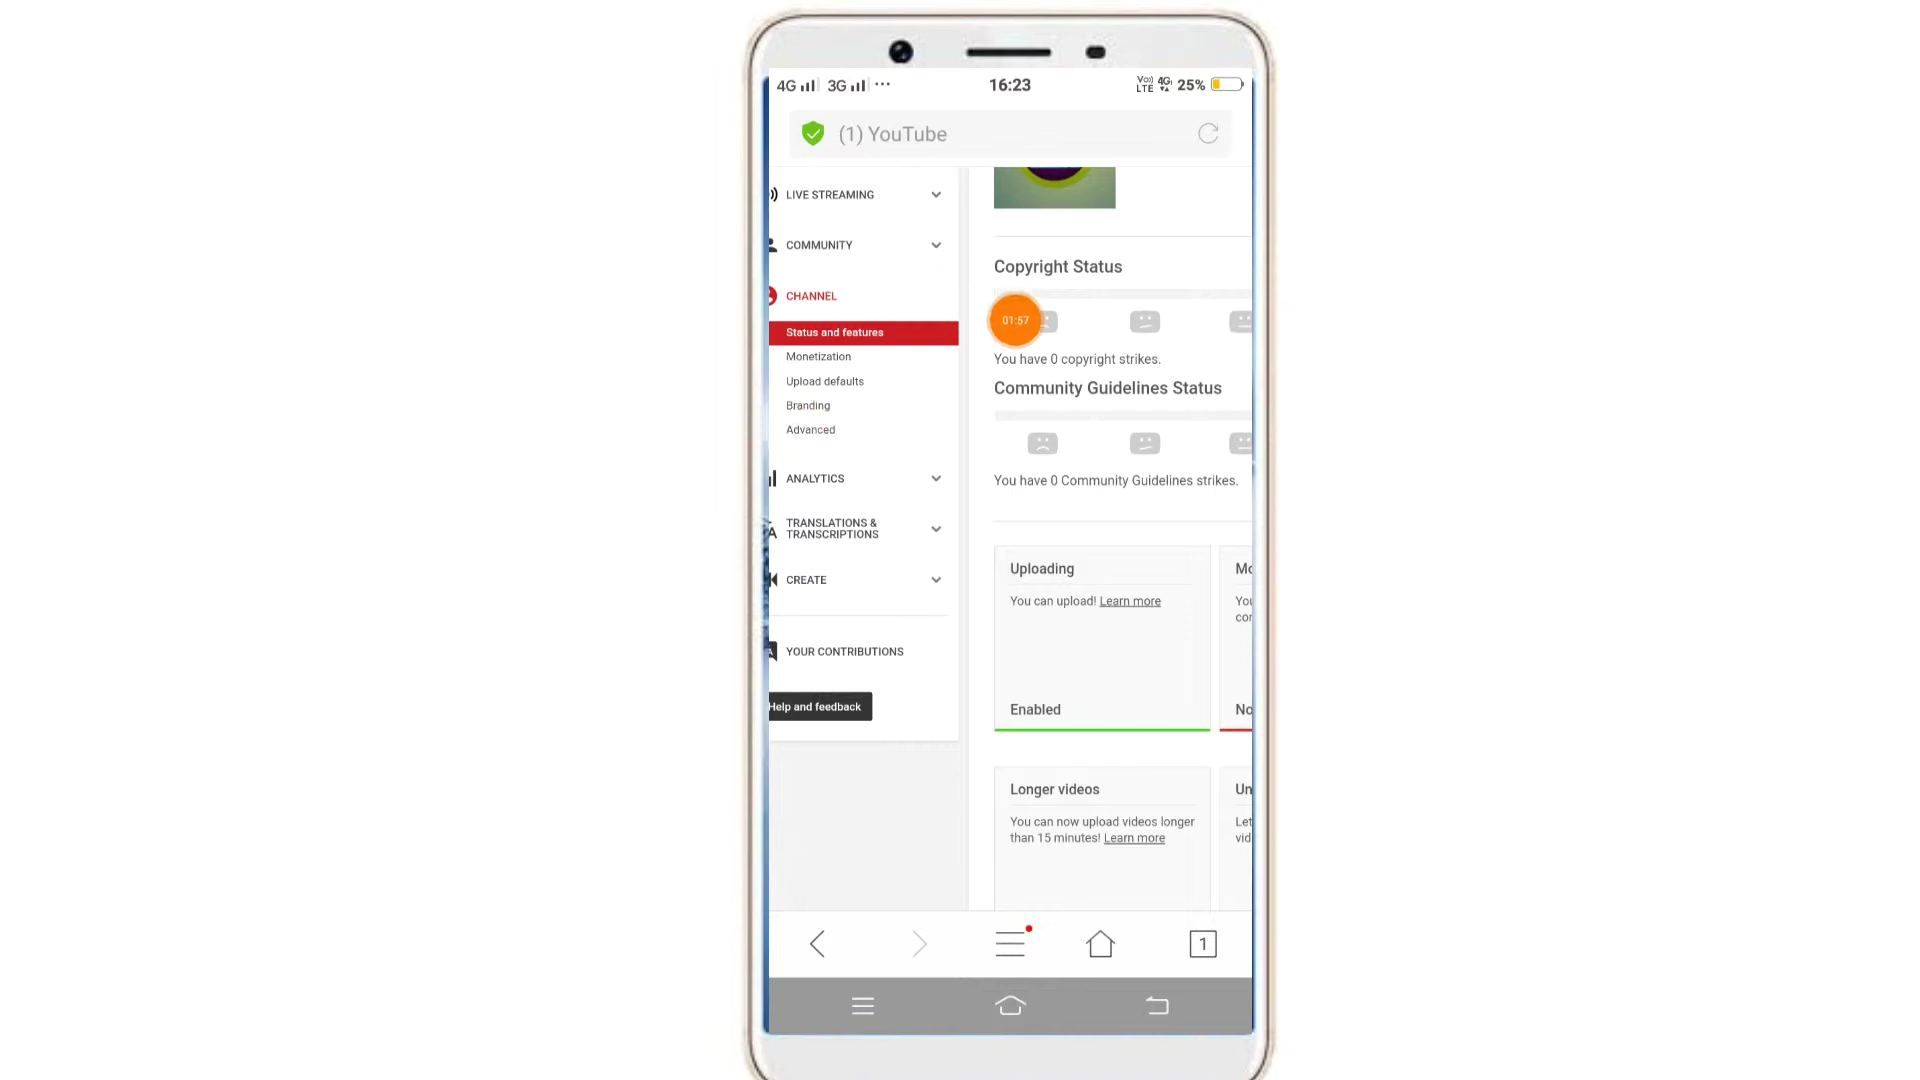 4G 3G ... 16:23 Vo)) LTE 4G 25%
(1) YouTube
LIVE STREAMING
COMMUNITY
CHANNEL
Status and features
Monetization
Upload defaults
Branding
Advanced
ANALYTICS
TRANSLATIONS &
TRANSCRIPTIONS
CREATE
YOUR CONTRIBUTIONS
Help and feedback
Copyright Status
01:57
You have 0 copyright strikes.
Community Guidelines Status
You have 0 Community Guidelines strikes.
Uploading
You can upload! Learn more
Enabled
Longer videos
You can now upload videos longer
than 15 minutes! Learn more
1